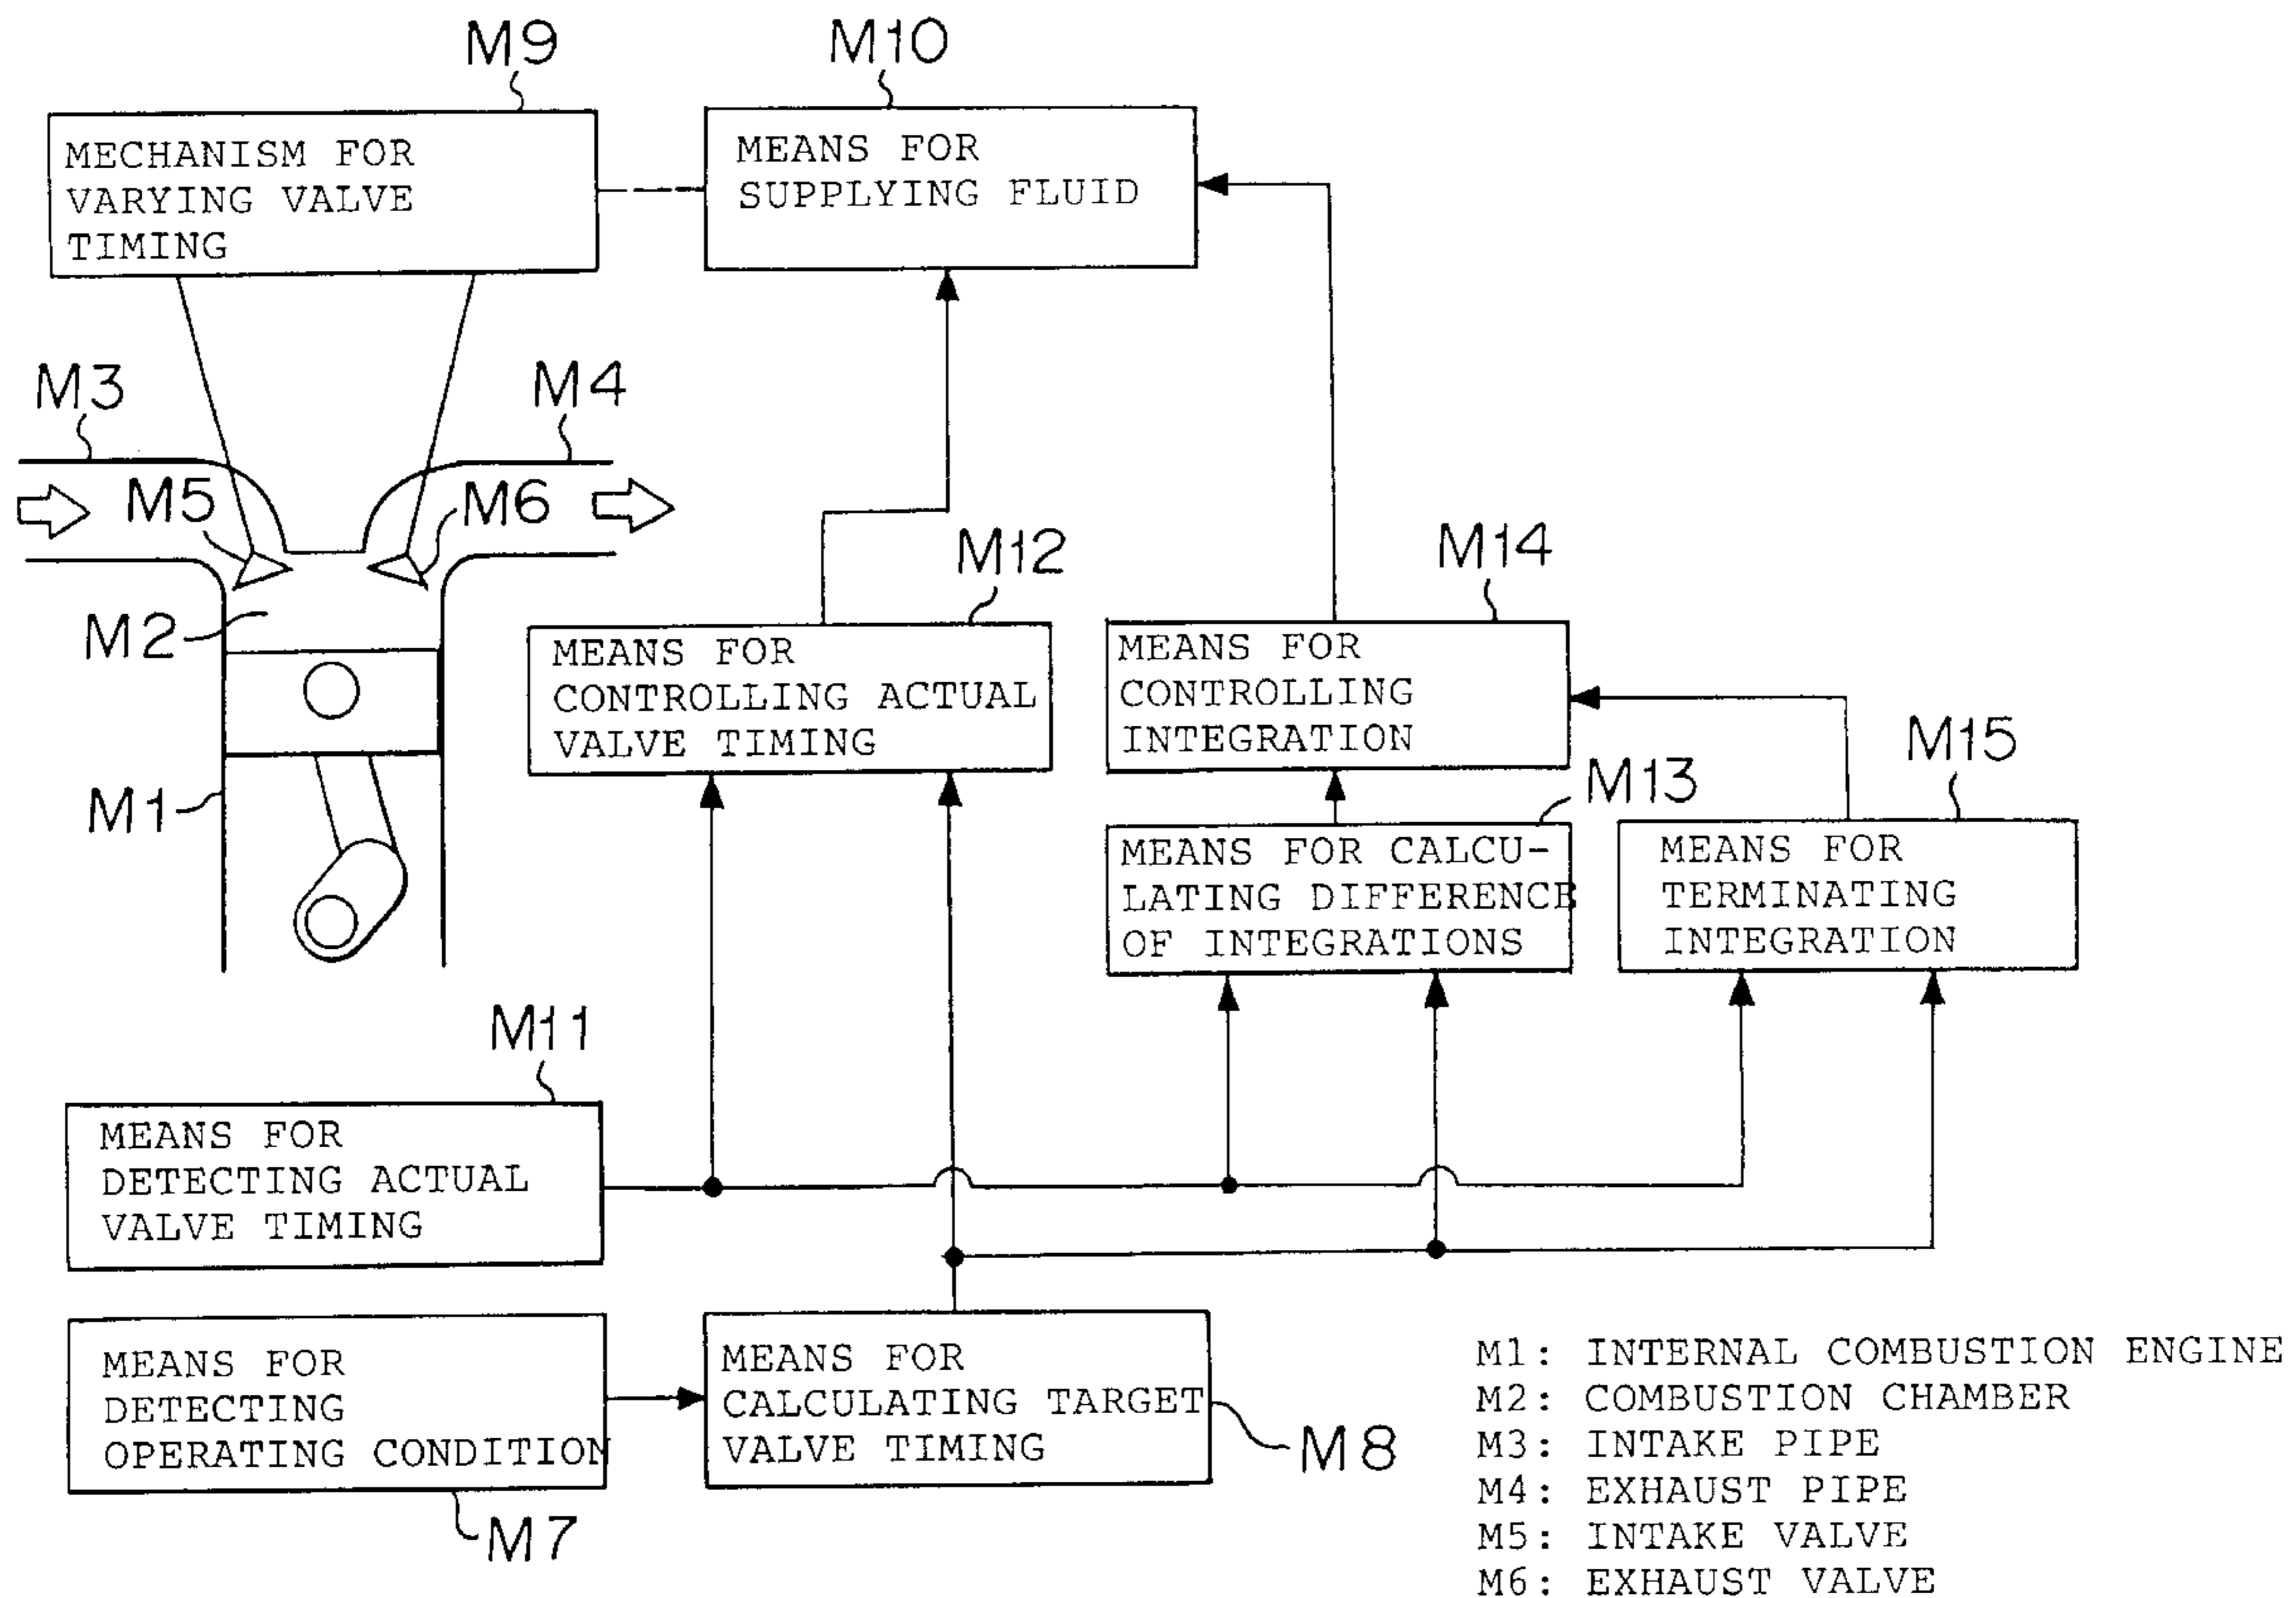 M9
M10
MECHANISM FOR
VARYING VALVE
TIMING
MEANS FOR
SUPPLYING FLUID
M3
M4
M5
M6
M2
M1
M12
M14
MEANS FOR
CONTROLLING ACTUAL
VALVE TIMING
MEANS FOR
CONTROLLING
INTEGRATION
M13
M15
MEANS FOR CALCU-
LATING DIFFERENCE
OF INTEGRATIONS
MEANS FOR
TERMINATING
INTEGRATION
M11
MEANS FOR
DETECTING ACTUAL
VALVE TIMING
MEANS FOR
DETECTING
OPERATING CONDITION
M7
MEANS FOR
CALCULATING TARGET
VALVE TIMING
M8
M1: INTERNAL COMBUSTION ENGINE
M2: COMBUSTION CHAMBER
M3: INTAKE PIPE
M4: EXHAUST PIPE
M5: INTAKE VALVE
M6: EXHAUST VALVE